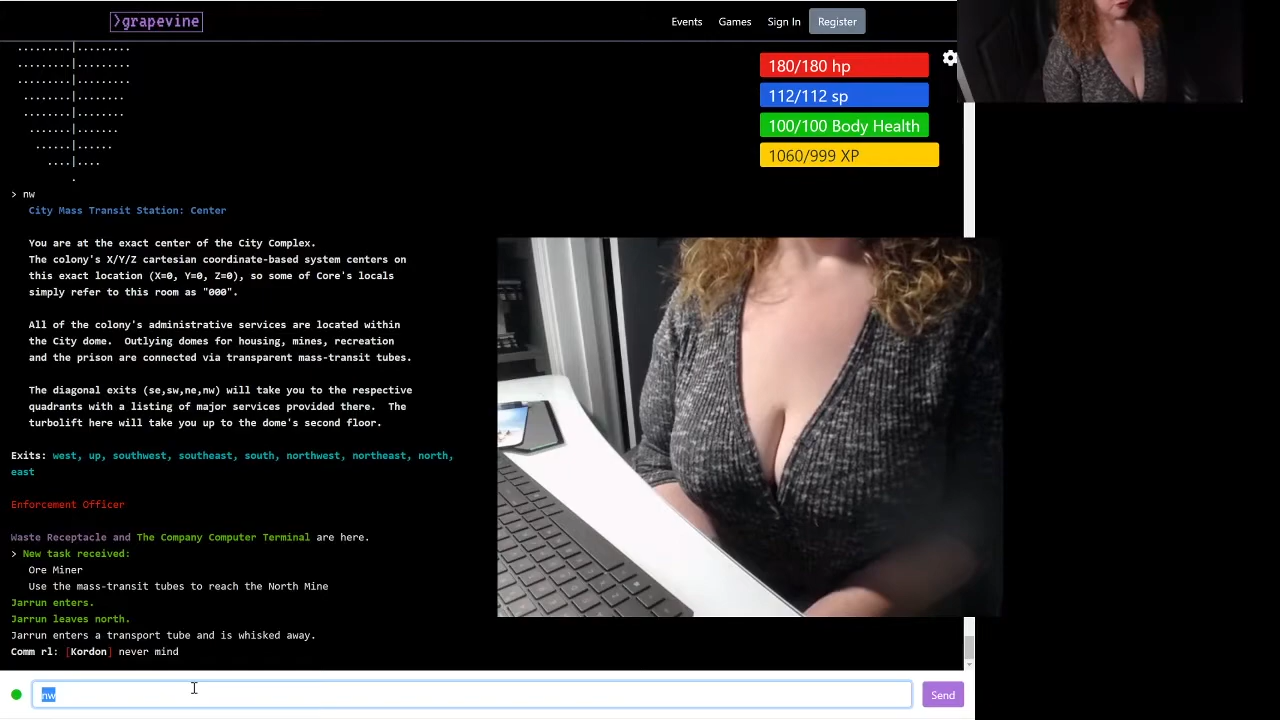 >grapevine
Events Games Sign In Register
180/180 hp
112/112 sp
100/100 Body Health
1060/999 XP
.........|.........
.........|.........
.........|.........
........|........
........|........
.......|......
......|......
....|....
.
> nw
City Mass Transit Station: Center
You are at the exact center of the City Complex.
The colony's X/Y/Z cartesian coordinate-based system centers on
this exact location (X=0, Y=0, Z=0), so some of Core's locals
simply refer to this room as "000".
All of the colony's administrative services are located within
the City dome. Outlying domes for housing, mines, recreation
and the prison are connected via transparent mass-transit tubes.
The diagonal exits (se,sw,ne,nw) will take you to the respective
quadrants with a listing of major services provided there. The
turbolift here will take you up to the dome's second floor.
Exits: west, up, southwest, southeast, south, northwest, northeast, north,
east
Enforcement Officer
Waste Receptacle and The Company Computer Terminal are here.
> New task received:
Ore Miner
Use the mass-transit tubes to reach the North Mine
Jarrun enters.
Jarrun leaves north.
Jarrun enters a transport tube and is whisked away.
Comm rl: [Kordon] never mind
nw
Send